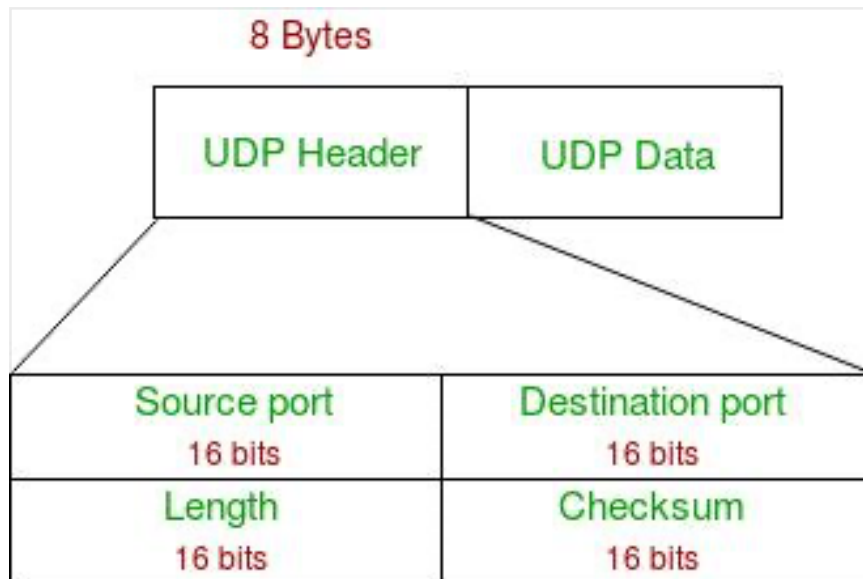 8 Bytes
UDP Header
UDP Data
Source port
16 bits
Destination port
16 bits
Length
16 bits
Checksum
16 bits